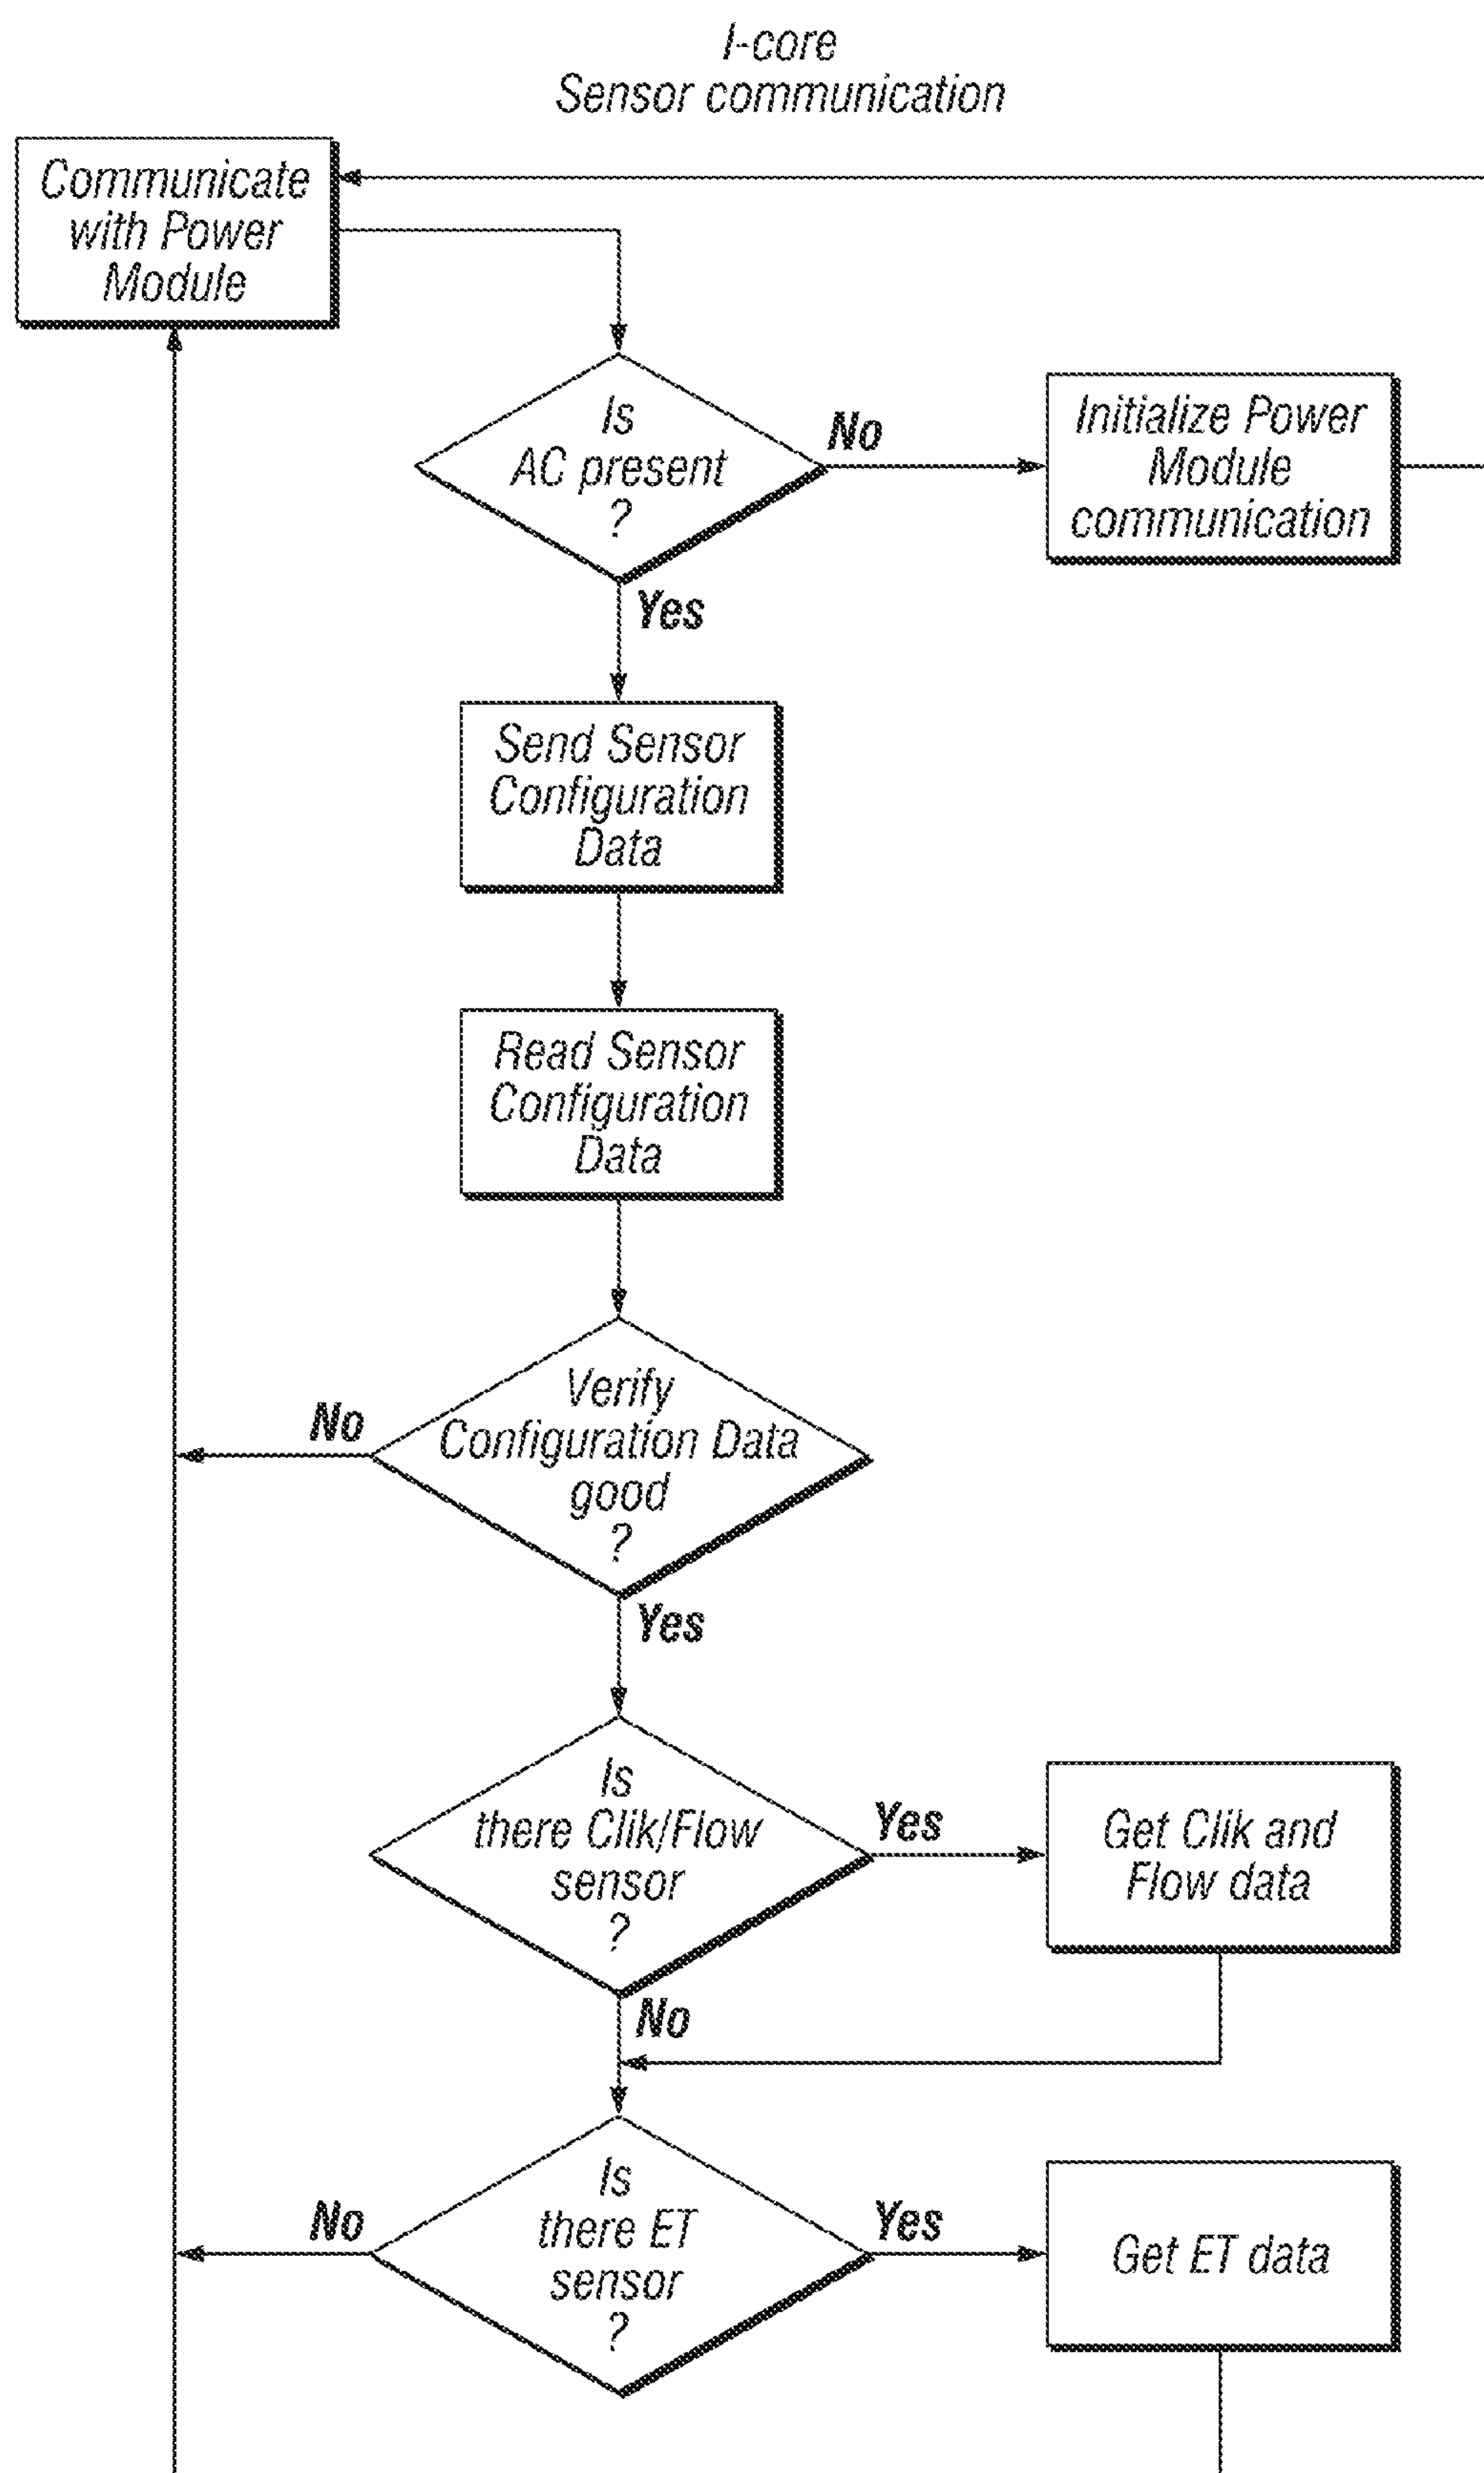 I-core
Sensor communication
Communicate
with Power
Module
Is
AC present
?
No
Initialize Power
Module
communication
Yes
Send Sensor
Configuration
Data
Read Sensor
Configuration
Data
Verify
Configuration Data
good
?
No
Yes
Is
there Clik/Flow
sensor
?
Yes
Get Clik and
Flow data
No
Is
there ET
sensor
?
No
Yes
Get ET data